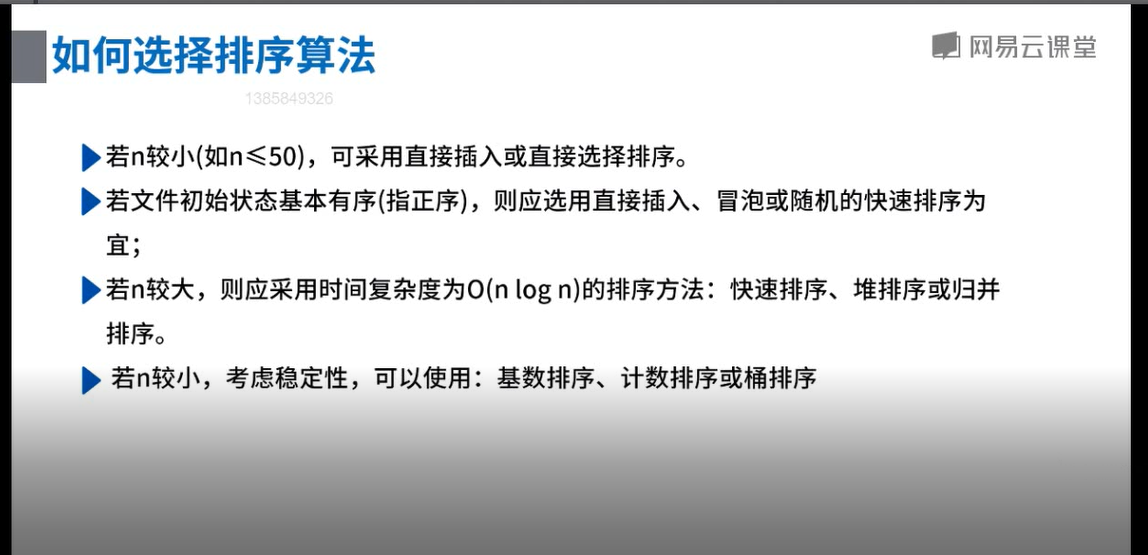 如何选择排序算法
网易云课堂
1385849326
若n较小(如n≤50)，可采用直接插入或直接选择排序。
若文件初始状态基本有序(指正序)，则应选用直接插入、冒泡或随机的快速排序为
宜；
若n较大，则应采用时间复杂度为O(n log n)的排序方法：快速排序、堆排序或归并
排序。
若n较小，考虑稳定性，可以使用：基数排序、计数排序或桶排序